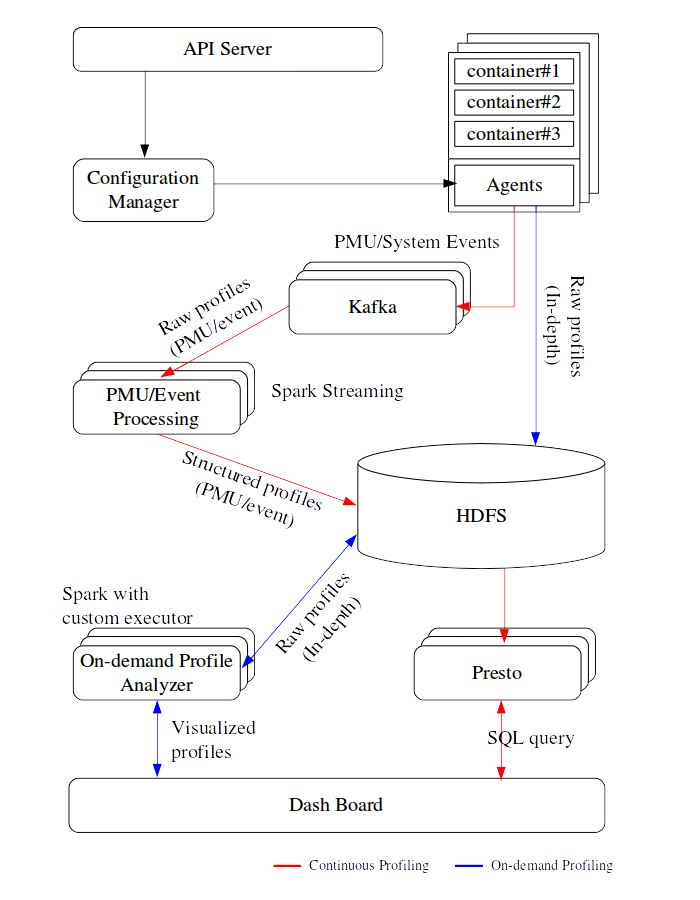 API Server
container#1
container#2
container#3
Configuration
Manager
Agents
PMU/System Events
Kafka
Raw profiles
(In-depth)
Raw profiles
(PMU/event)
PMU/Event
Processing
Spark Streaming
Structured profiles
(PMU/event)
HDFS
Spark with
custom executor
Raw profiles
(In-depth)
On-demand Profile
Analyzer
Presto
Visualized
profiles
SQL query
Dash Board
Continuous Profiling
On-demand Profiling